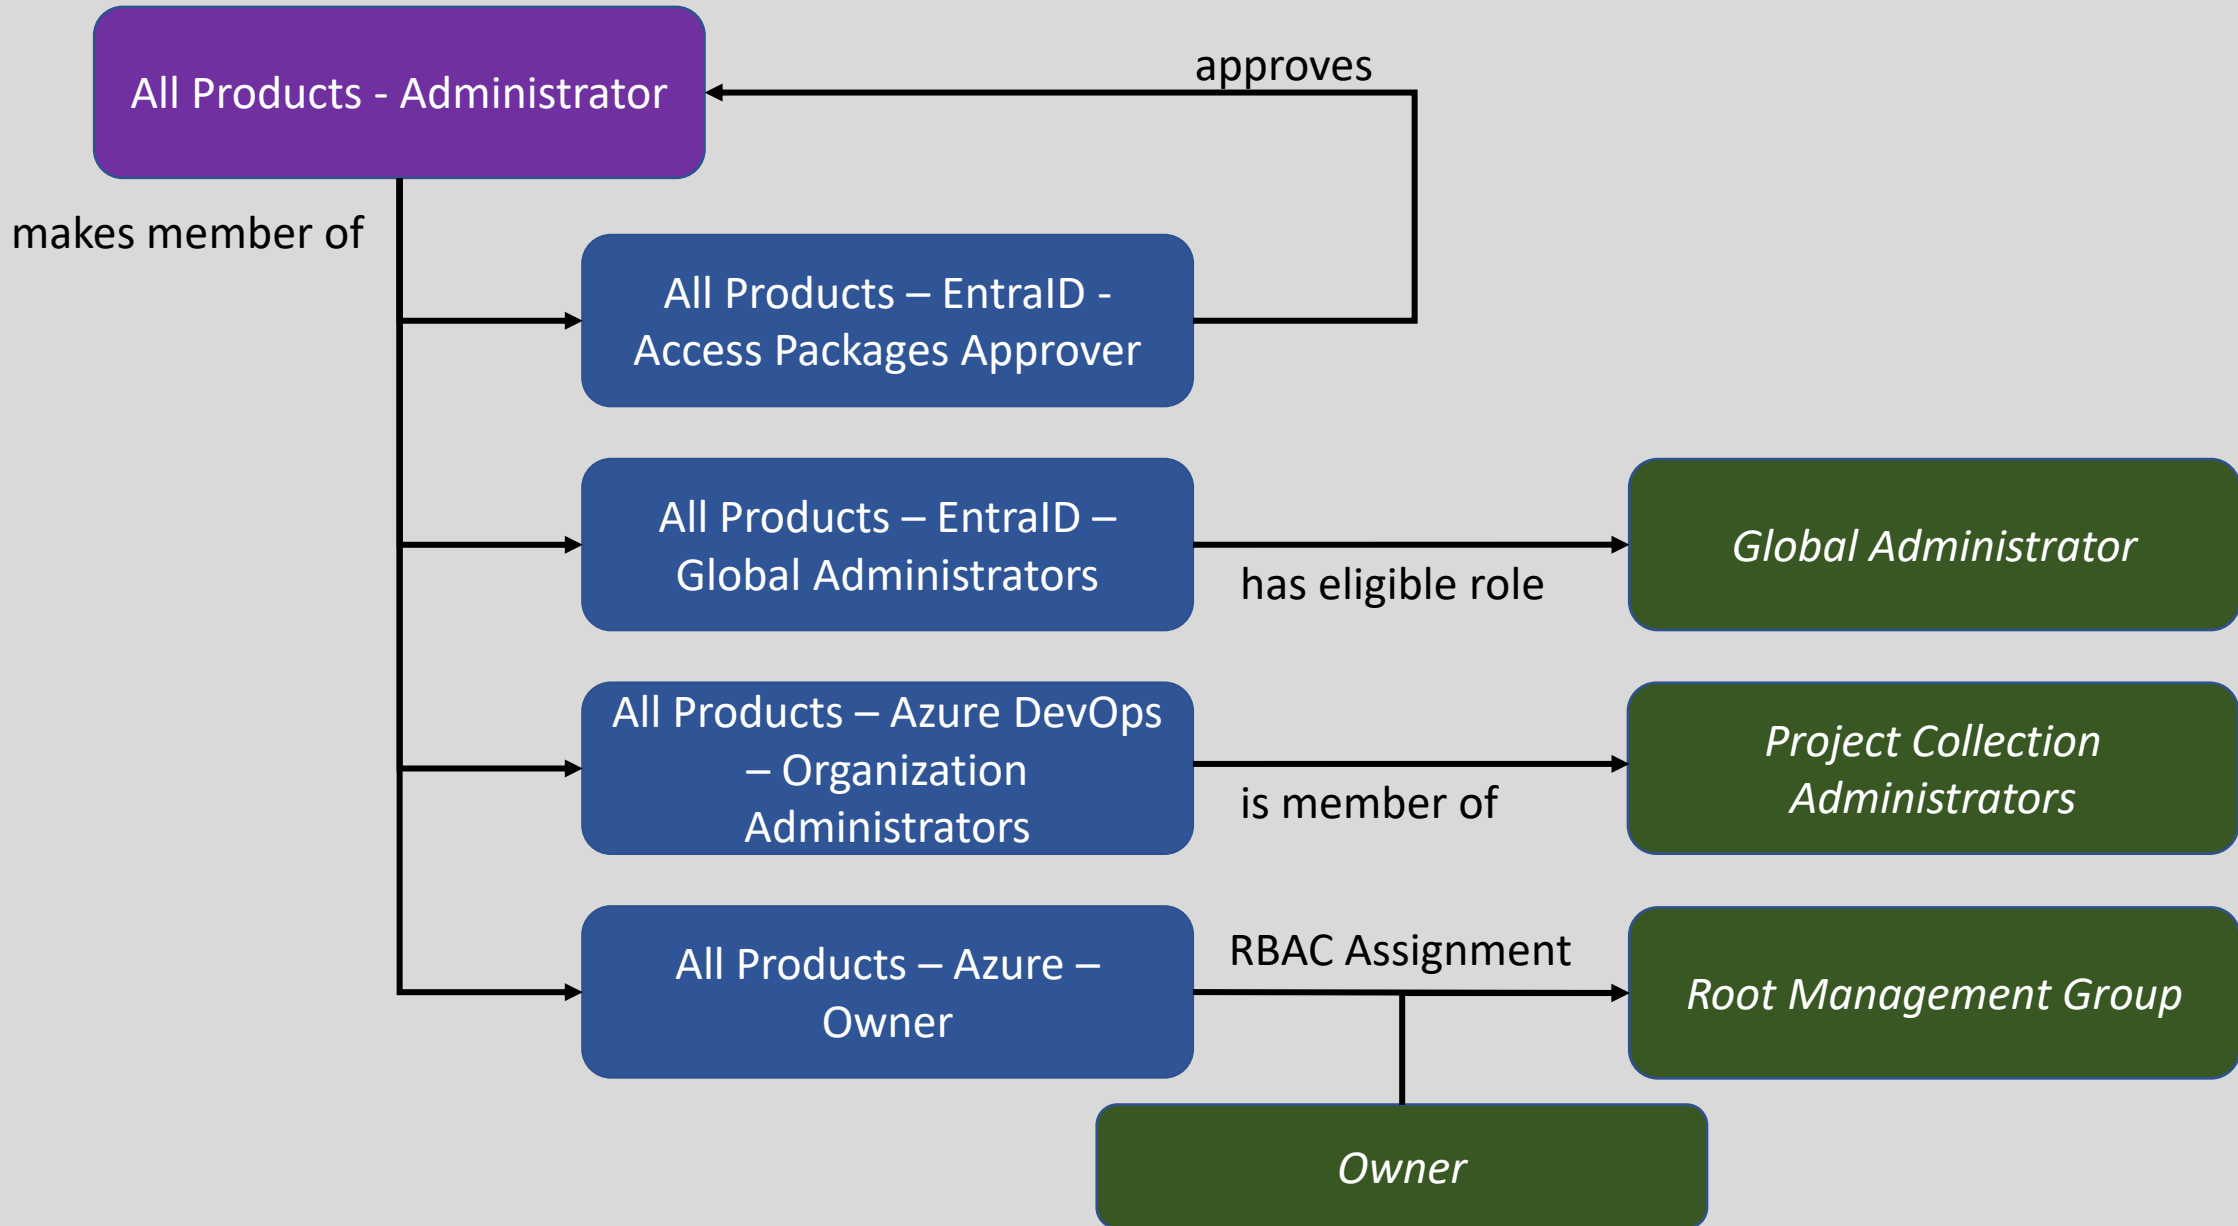 approves
All Products - Administrator
makes member of
All Products – EntraID -
Access Packages Approver
All Products – EntraID –
Global Administrators
has eligible role
Global Administrator
All Products – Azure DevOps
– Organization
Administrators
is member of
Project Collection
Administrators
All Products – Azure –
Owner
RBAC Assignment
Root Management Group
Owner